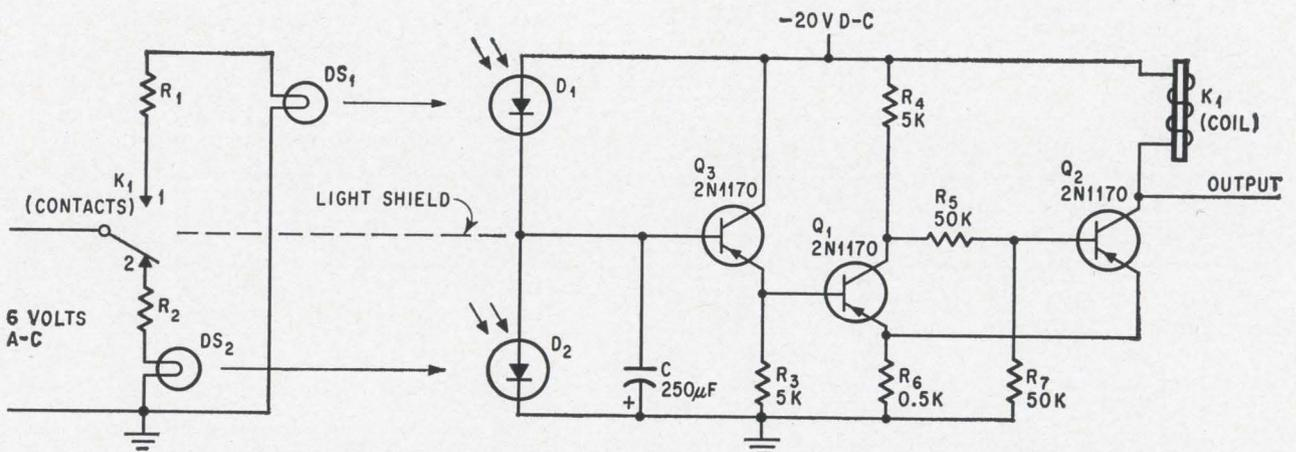 -20V D-C
DS₁
D₁
R₁
R₄
5K
K₁
(COIL)
K₁
(CONTACTS)
1
LIGHT SHIELD
Q₃
2N1170
Q₂
2N1170
OUTPUT
R₅
50K
Q₁
2N1170
2
R₂
6 VOLTS
A-C
DS₂
D₂
C
250µF
+
R₃
5K
R₆
0.5K
R₇
50K